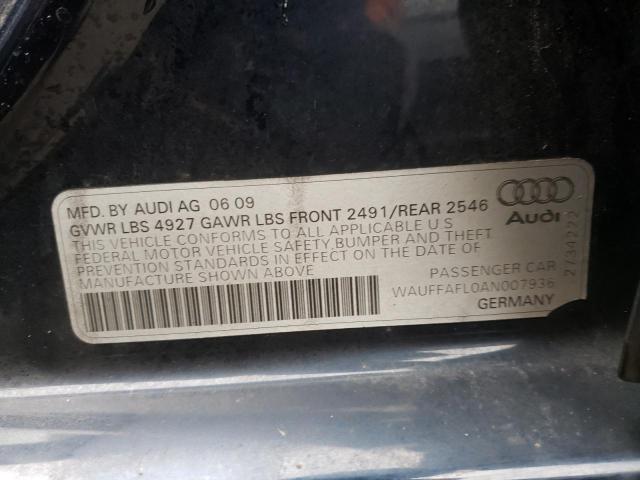 MFD. BY AUDI AG 06 09
GVWR LBS 4927 GAWR LBS FRONT 2491/REAR 2546
THIS VEHICLE CONFORMS TO ALL APPLICABLE U S
FEDERAL MOTOR VEHICLE SAFETY, BUMPER AND THEFT
PREVENTION STANDARDS IN EFFECT ON THE DATE OF
MANUFACTURE SHOWN ABOVE
Audi
PASSENGER CAR
WAUFFAFL0AN007936
GERMANY
2734222